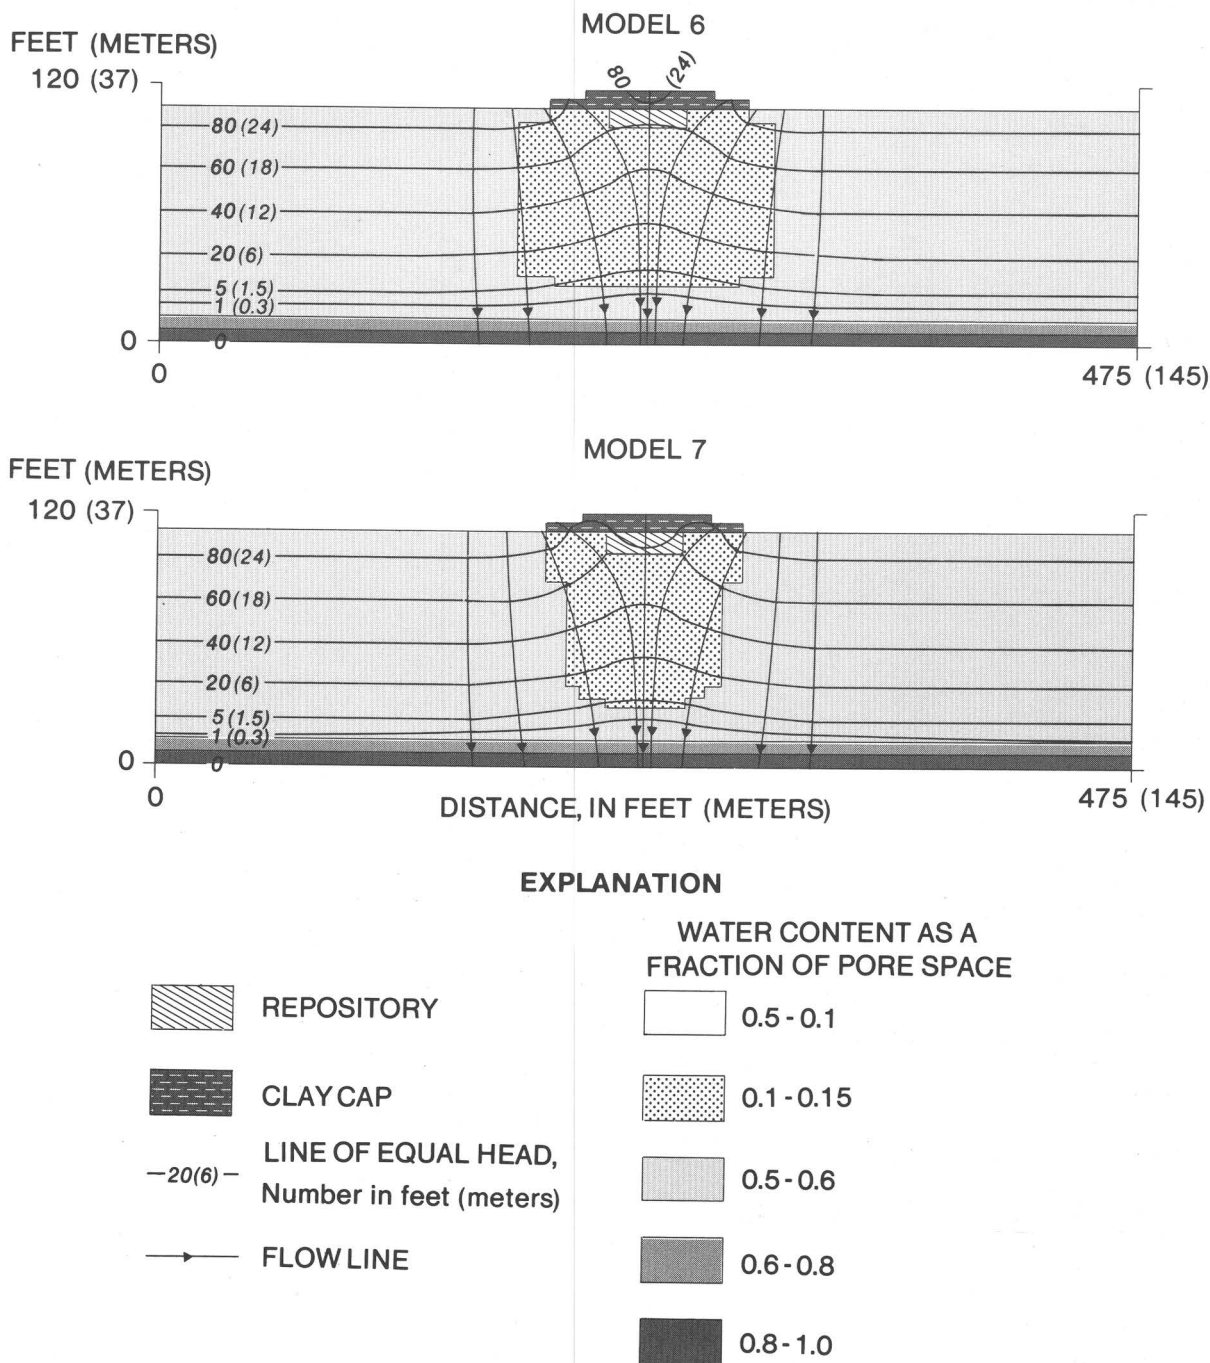 MODEL 6
FEET (METERS)
120 (37)
80 (24)
80 (24)
60 (18)
40 (12)
20 (6)
5 (1.5)
1 (0.3)
0
0
0
475 (145)
MODEL 7
FEET (METERS)
120 (37)
80 (24)
60 (18)
40 (12)
20 (6)
5 (1.5)
1 (0.3)
0
0
0
475 (145)
DISTANCE, IN FEET (METERS)
EXPLANATION
REPOSITORY
CLAY CAP
LINE OF EQUAL HEAD,
—20(6)—
Number in feet (meters)
FLOW LINE
WATER CONTENT AS A
FRACTION OF PORE SPACE
0.5 - 0.1
0.1 - 0.15
0.5 - 0.6
0.6 - 0.8
0.8 - 1.0